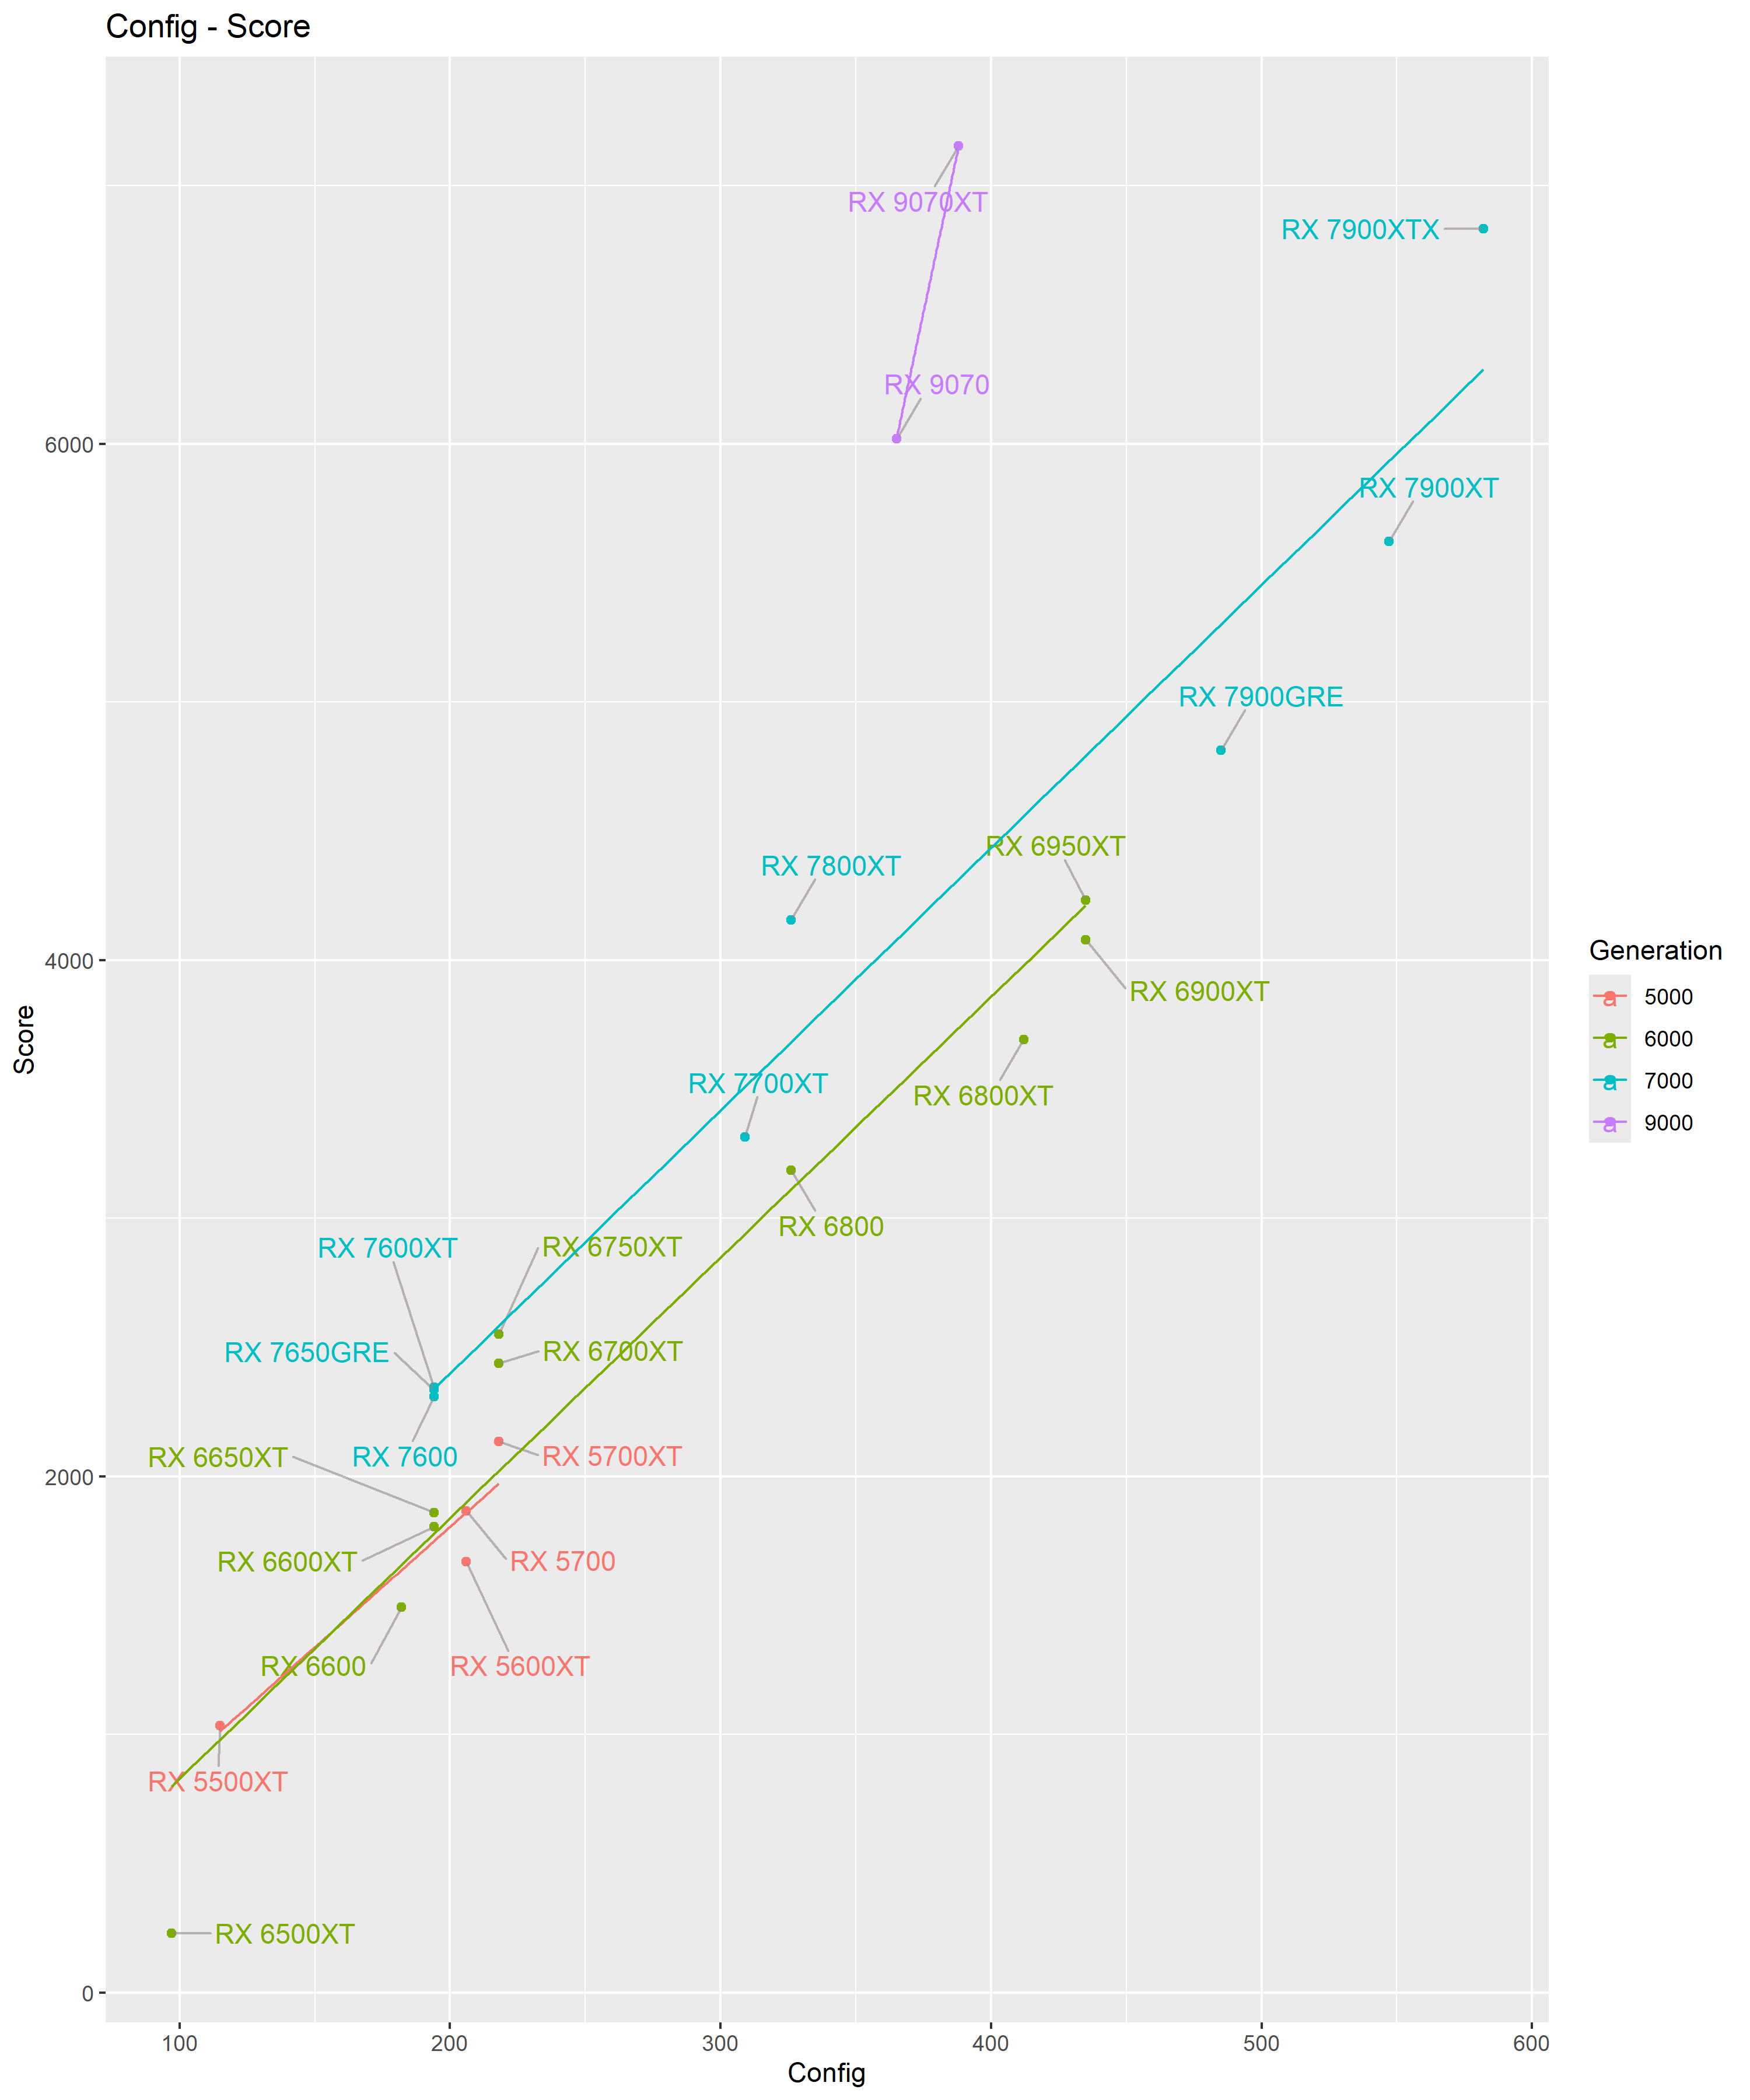 Config - Score
RX 9070XT
RX 7900XTX
RX 9070
6000
RX 7900XT
RX 7900GRE
RX 6950XT
RX 7800XT
4000
Generation
RX 6900XT
a 5000
a 6000
Score
RX 7700XT
a 7000
RX 6800XT
a 9000
RX 6800
RX 7600XT
RX 6750XT
RX 7650GRE
RX 6700XT
RX 6650XT
RX 7600
RX 5700XT
2000
RX 6600XT
RX 5700
RX 6600
RX 5600XT
RX 5500XT
RX 6500XT
0
100 200 300 400 500 600
Config